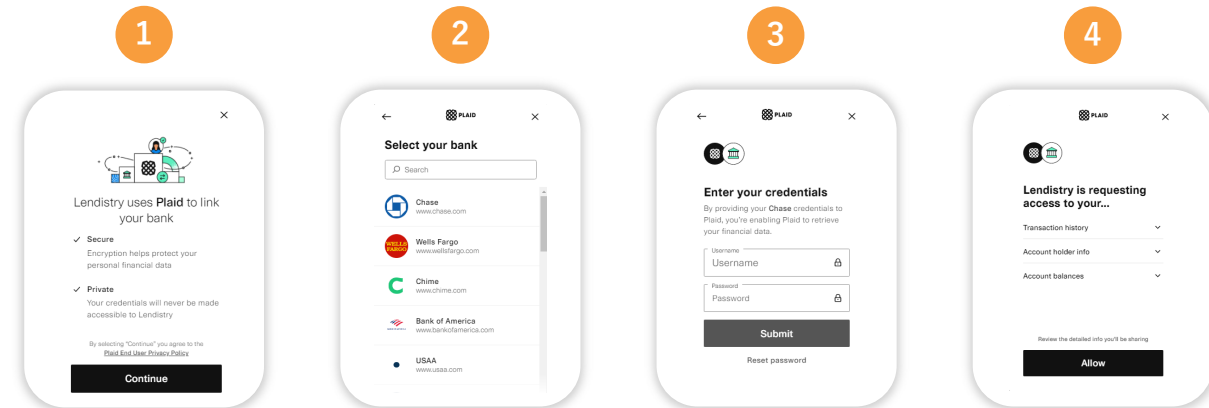 1
Lendistry uses Plaid to link
your bank
Secure
Encryption helps protect your
personal financial data
Private
Your credentials will never be made
accessible to Lendistry
By selecting "Continue" you agree to the
Plaid End User Privacy Policy
Continue
2
PLAID
Select your bank
Search
Chase
www.chase.com
WELLS
FARGO
Wells Fargo
www.wellsfargo.com
Chime
www.chime.com
Bank of America
www.bankofamerica.com
USAA
www.usaa.com
3
PLAID
Enter your credentials
By providing your Chase credentials to
Plaid, you're enabling Plaid to retrieve
your financial data.
Username
Username
Password
Password
Submit
Reset password
4
PLAID
Lendistry is requesting
access to your...
Transaction history
Account holder info
Account balances
Review the detailed info you'll be sharing
Allow